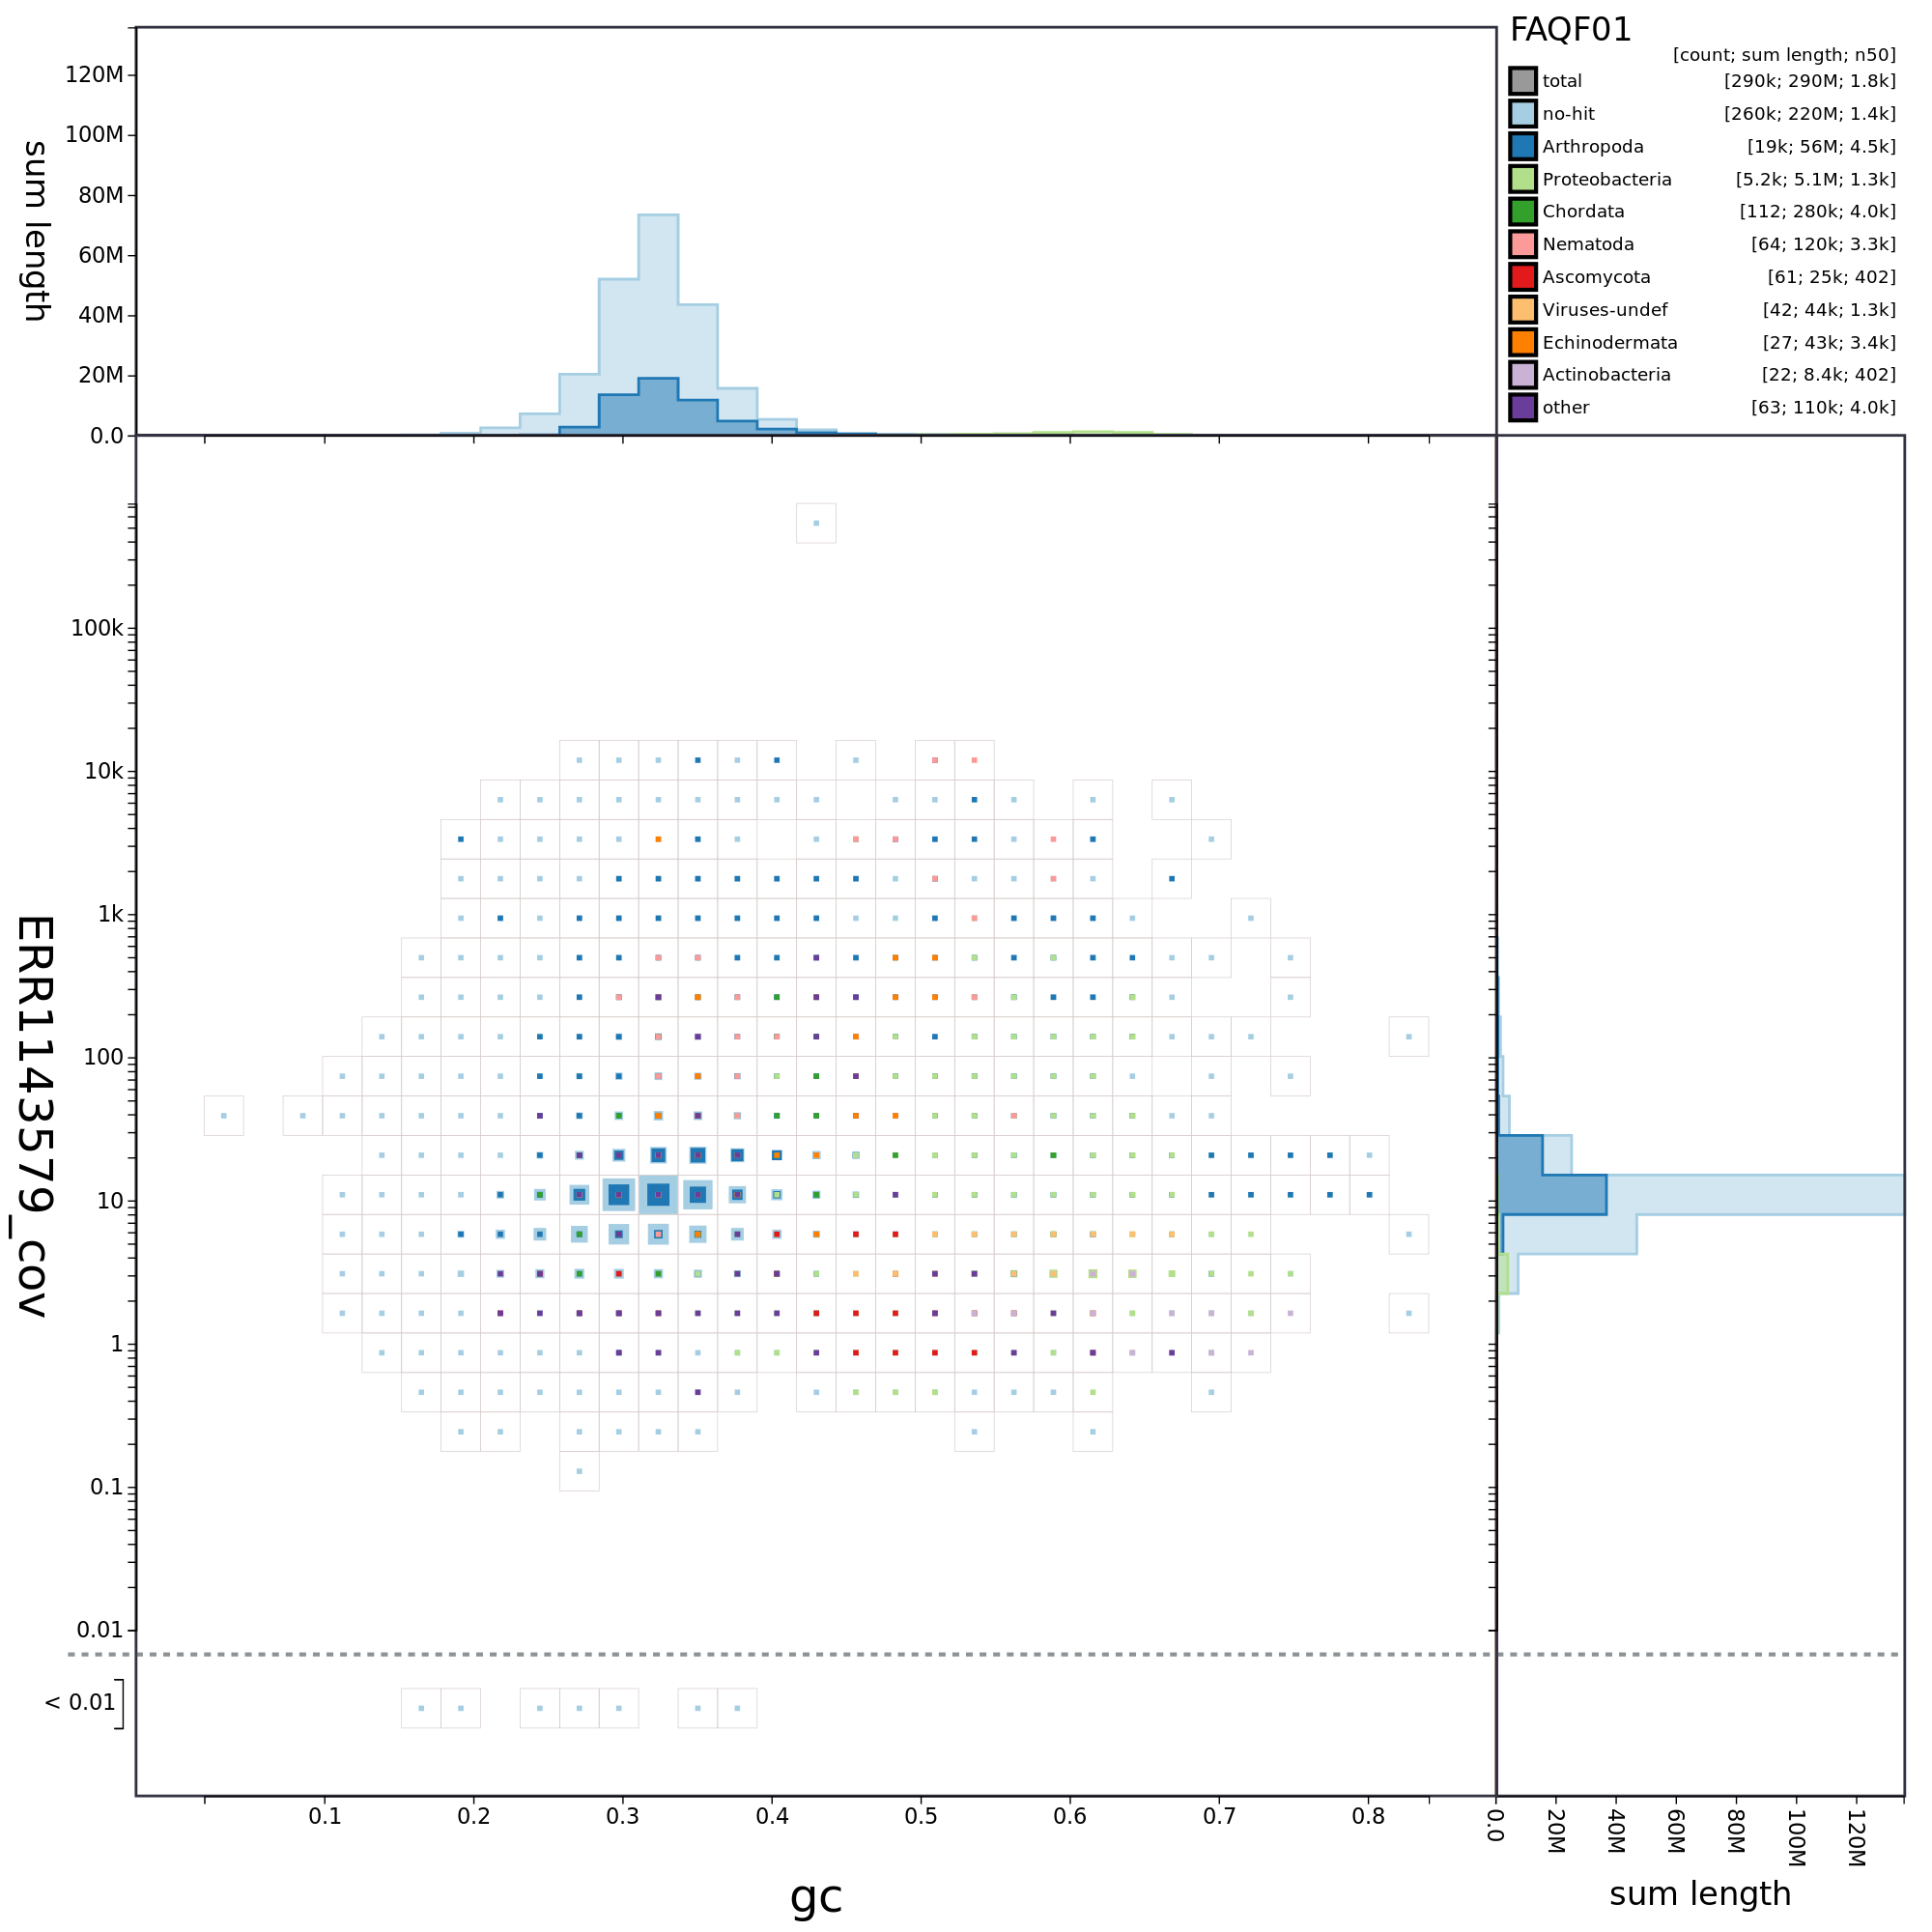 FAQF01
[count; sum length; n50]
total [290k; 290M; 1.8k]
no-hit [260k; 220M; 1.4k]
Arthropoda [19k; 56M; 4.5k]
Proteobacteria [5.2k; 5.1M; 1.3k]
Chordata [112; 280k; 4.0k]
Nematoda [64; 120k; 3.3k]
Ascomycota [61; 25k; 402]
Viruses-undef [42; 44k; 1.3k]
Echinodermata [27; 43k; 3.4k]
Actinobacteria [22; 8.4k; 402]
other [63; 110k; 4.0k]
sum length
120M
100M
80M
60M
40M
20M
0.0
ERR1143579_cov
100k
10k
1k
100
10
1
0.1
0.01
< 0.01
0.1 0.2 0.3 0.4 0.5 0.6 0.7 0.8
gc
0.0 20M 40M 60M 80M 100M 120M
sum length